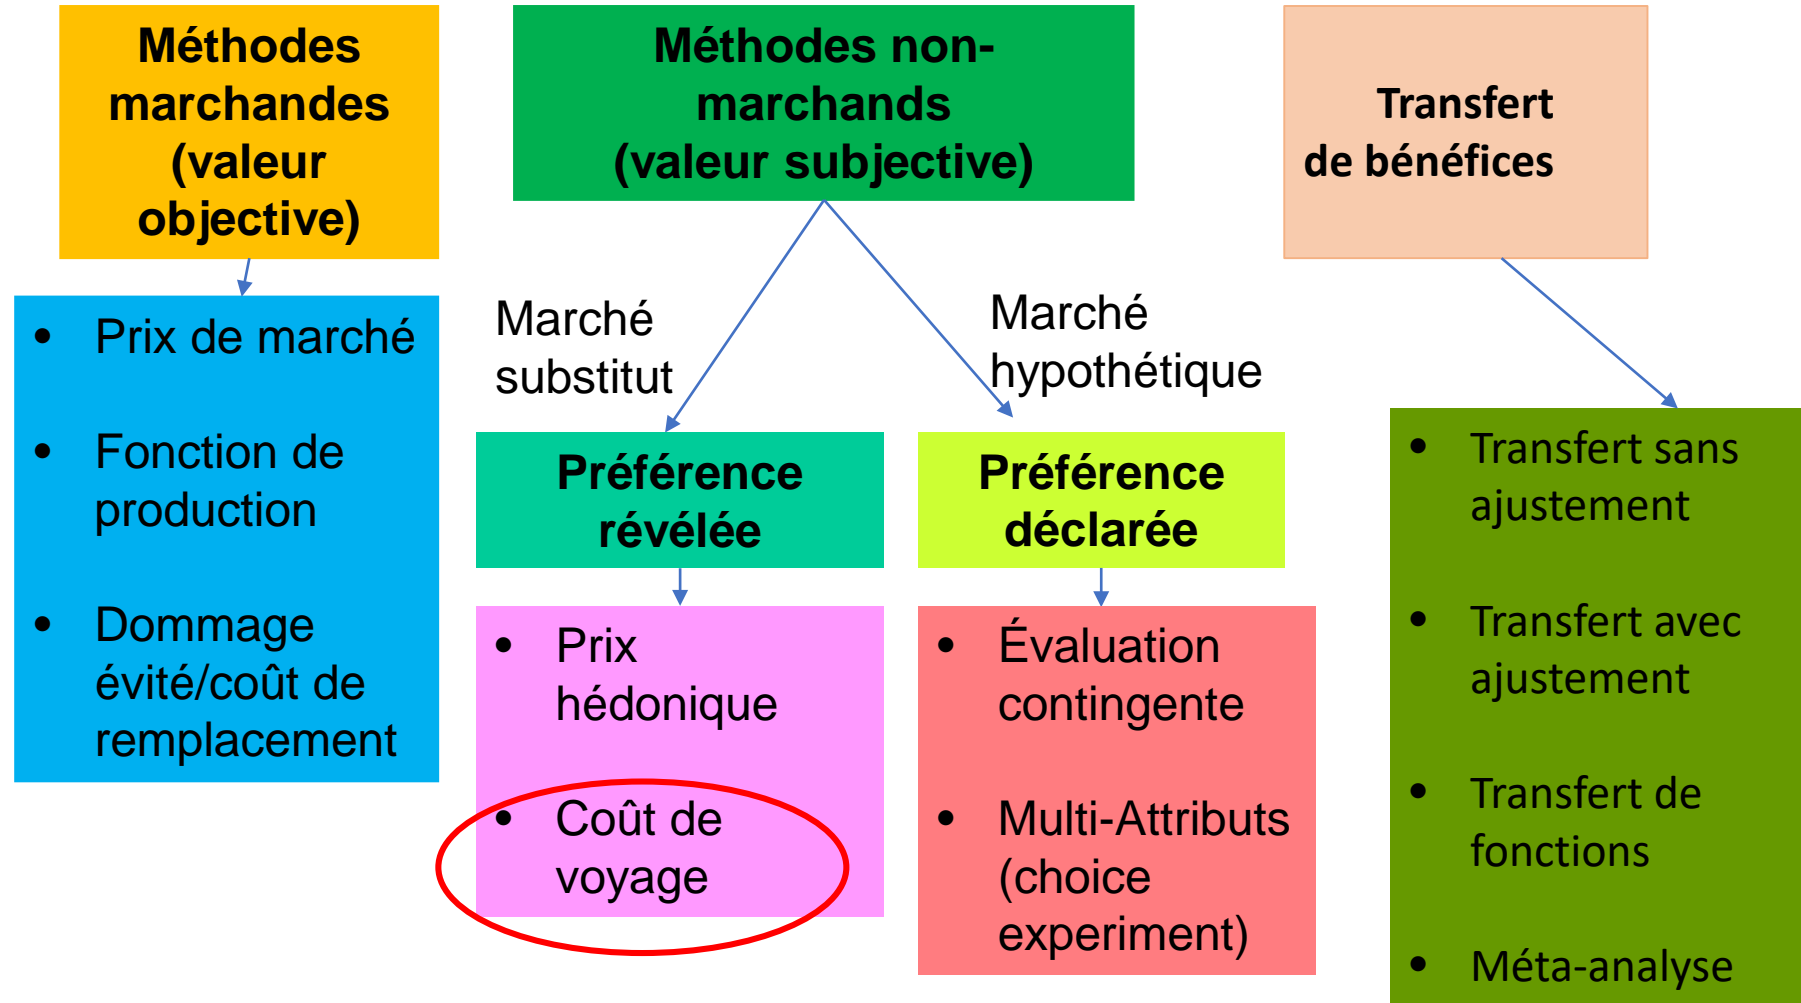 Méthodes
marchandes
(valeur
objective)
Méthodes non-
marchands
(valeur subjective)
Transfert
de bénéfices
• Prix de marché
• Fonction de
production
• Dommage
évité/coût de
remplacement
Marché
substitut
Marché
hypothétique
Préférence
révélée
Préférence
déclarée
• Prix
hédonique
• Coût de
voyage
• Évaluation
contingente
• Multi-Attributs
(choice
experiment)
• Transfert sans
ajustement
• Transfert avec
ajustement
• Transfert de
fonctions
• Méta-analyse